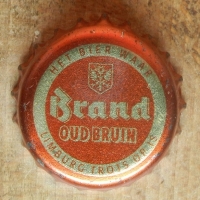 HET BIER WAAR
Brand
OUD BRUIN
LIMBURG TROTS OP IS